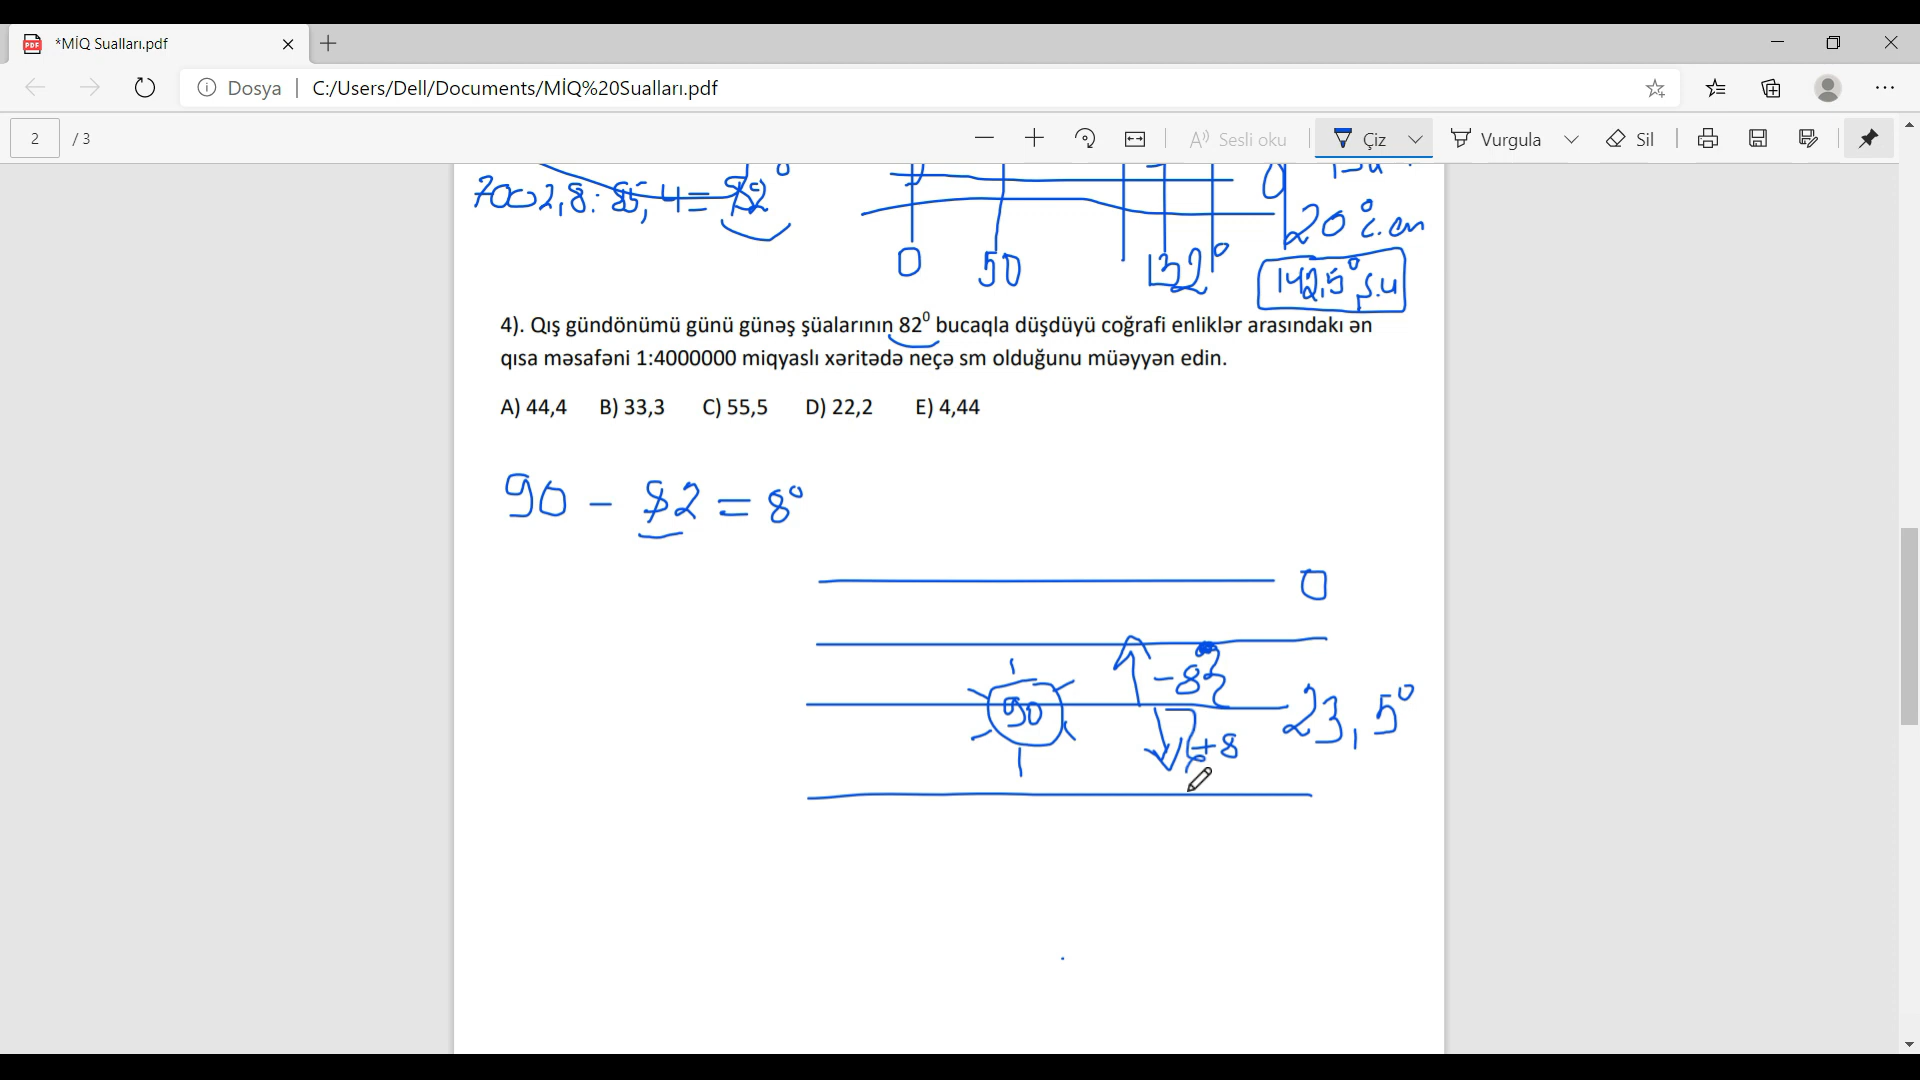 *MİQ Sualları.pdf
Dosya | C:/Users/Dell/Documents/MİQ%20Sualları.pdf
2 / 3
Sesli oku
Çiz
Vurgula
Sil
7002,8:85,4=82°
20° c.en
0 50 132°
142,5° ş.u
4). Qış gündönümü günü günəş şüalarının 82⁰ bucaqla düşdüyü coğrafi enliklər arasındakı ən
qısa məsafəni 1:4000000 miqyaslı xəritədə neçə sm olduğunu müəyyən edin.
A) 44,4 B) 33,3 C) 55,5 D) 22,2 E) 4,44
90 - 82 = 8°
0
-8
90
23,5°
+8